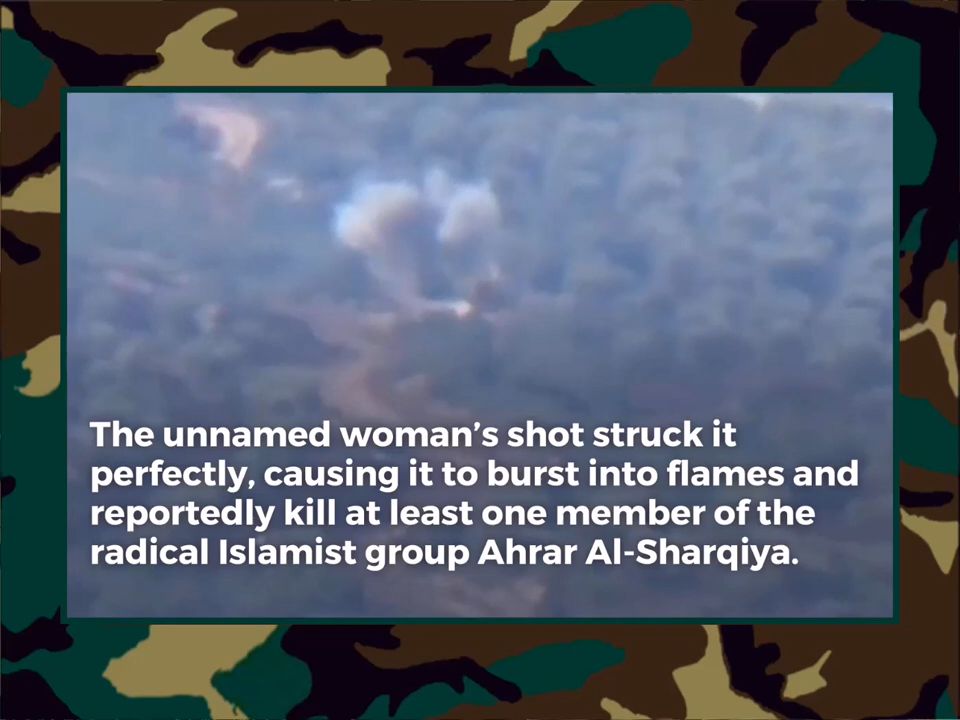 The unnamed woman’s shot struck it
perfectly, causing it to burst into flames and
reportedly kill at least one member of the
radical Islamist group Ahrar Al-Sharqiya.